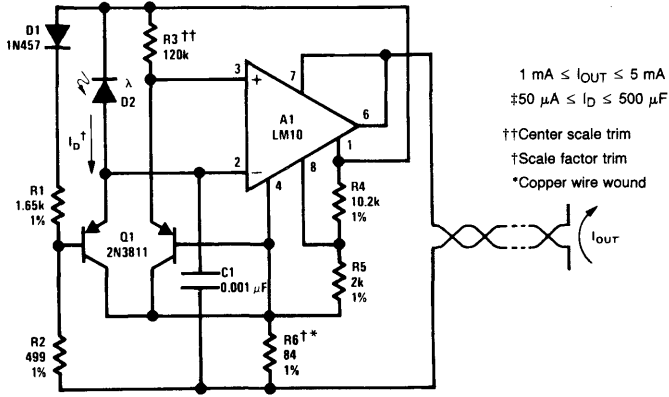 D1
1N457
R3 ††
120k
λ
D2
I_D†
3
+
7
A1
LM10
6
1
2
−
4
8
R1
1.65k
1%
R4
10.2k
1%
Q1
2N3811
C1
0.001 μF
R5
2k
1%
R2
499
1%
R6†*
84
1%
I_OUT
1 mA ≤ I_OUT ≤ 5 mA
‡50 μA ≤ I_D ≤ 500 μF
††Center scale trim
†Scale factor trim
*Copper wire wound